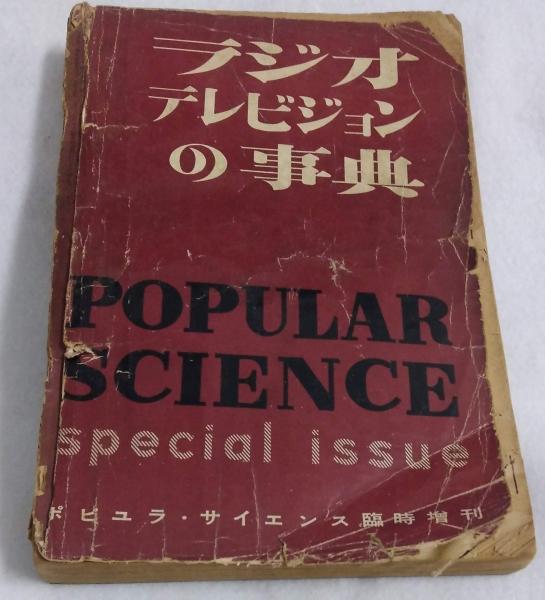 ラジオ
テレビジョン
の事典
POPULAR
SCIENCE
special issue
ポピユラ・サイエンス臨時増刊